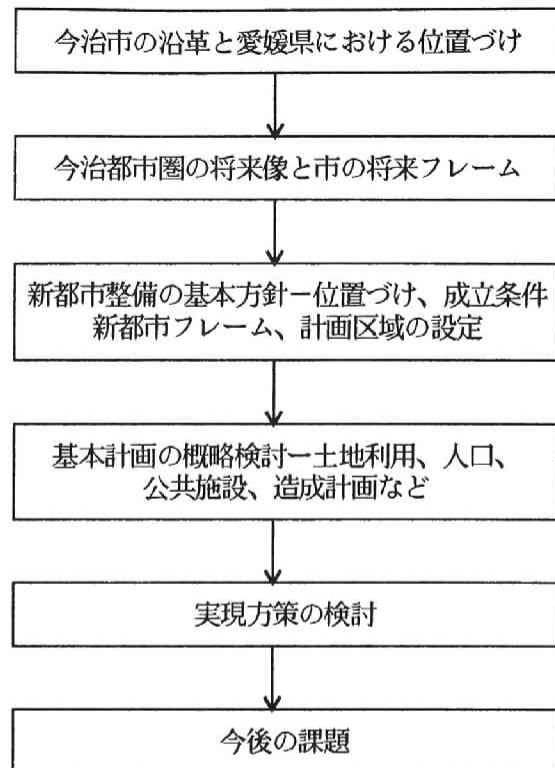 今治市の沿革と愛媛県における位置づけ
今治都市圏の将来像と市の将来フレーム
新都市整備の基本方針－位置づけ、成立条件
新都市フレーム、計画区域の設定
基本計画の概略検討－土地利用、人口、
公共施設、造成計画など
実現方策の検討
今後の課題